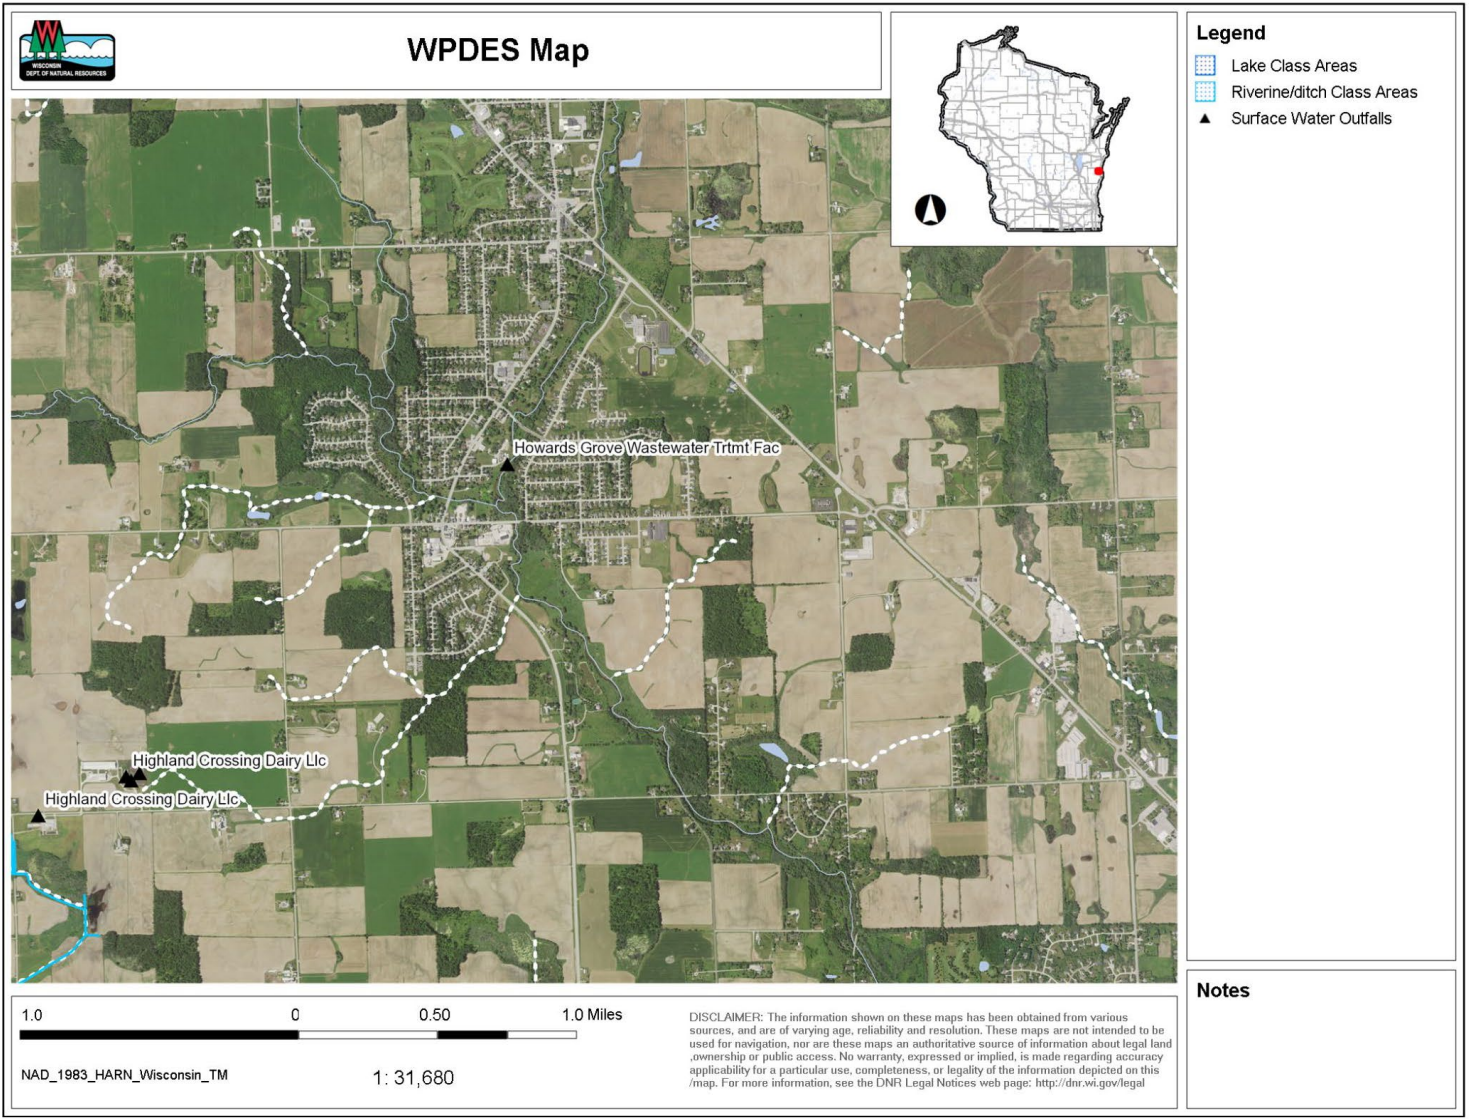 WISCONSIN
DEPT. OF NATURAL RESOURCES
WPDES Map
Legend
Lake Class Areas
Riverine/ditch Class Areas
Surface Water Outfalls
Howards Grove Wastewater Trtmt Fac
Highland Crossing Dairy Llc
Highland Crossing Dairy Llc
Notes
1.0 0 0.50 1.0 Miles
NAD_1983_HARN_Wisconsin_TM
1: 31,680
DISCLAIMER: The information shown on these maps has been obtained from various
sources, and are of varying age, reliability and resolution. These maps are not intended to be
used for navigation, nor are these maps an authoritative source of information about legal land
,ownership or public access. No warranty, expressed or implied, is made regarding accuracy
applicability for a particular use, completeness, or legality of the information depicted on this
/map. For more information, see the DNR Legal Notices web page: http://dnr.wi.gov/legal